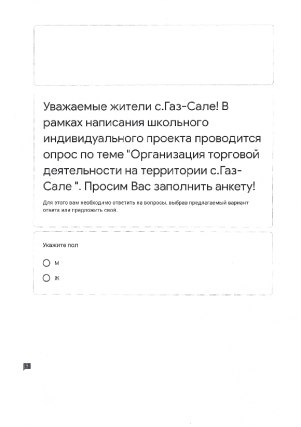 Уважаемые жители с.Газ-Сале! В
рамках написания школьного
индивидуального проекта проводится
опрос по теме "Организация торговой
деятельности на территории с.Газ-
Сале ". Просим Вас заполнить анкету!
Для этого вам необходимо ответить на вопросы, выбрав предлагаемый вариант
ответа или предложить свой.
Укажите пол
М
Ж